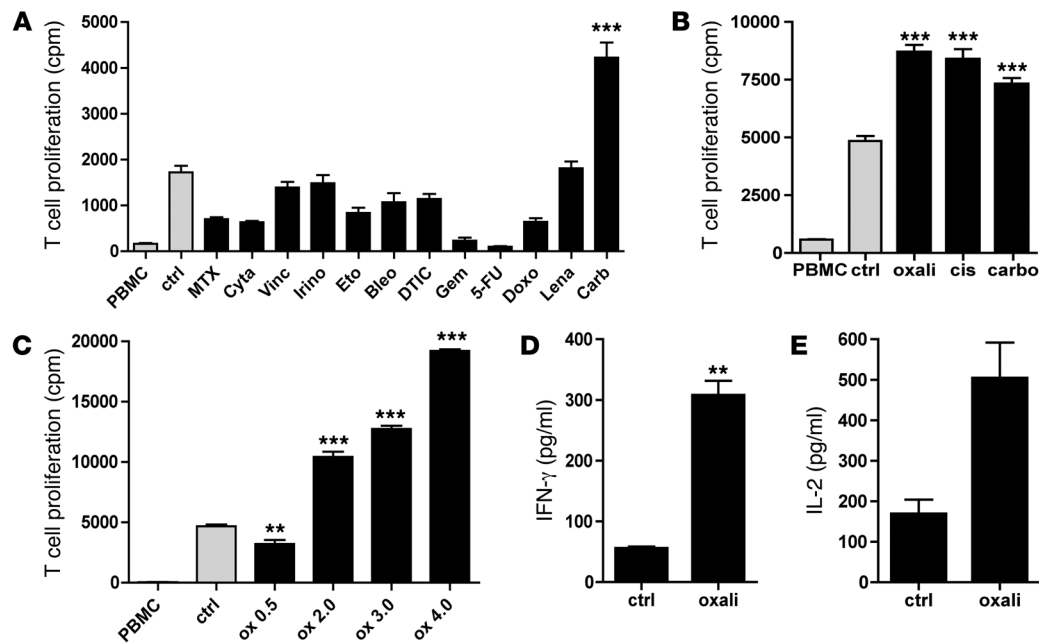 A
T cell proliferation (cpm)
5000
4000
3000
2000
1000
0
***
PBMC ctrl MTX Cyta Vinc Irino Eto Bleo DTIC Gem 5-FU Doxo Lena Carb
B
T cell proliferation (cpm)
10000
7500
5000
2500
0
*** *** ***
PBMC ctrl oxali cis carbo
C
T cell proliferation (cpm)
20000
15000
10000
5000
0
** *** *** ***
PBMC ctrl ox 0.5 ox 2.0 ox 3.0 ox 4.0
D
IFN-γ (pg/ml)
400
300
200
100
0
**
ctrl oxali
E
IL-2 (pg/ml)
600
500
400
300
200
100
0
ctrl oxali